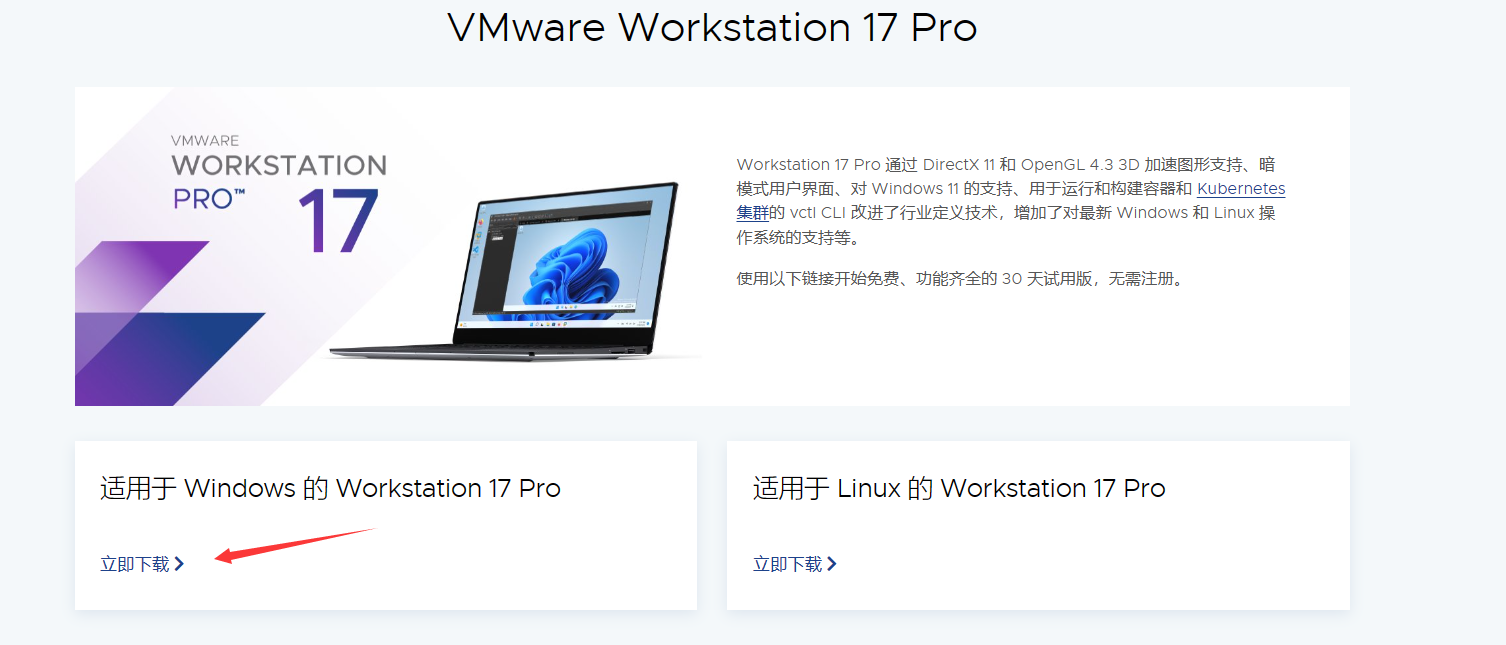 VMware Workstation 17 Pro
VMWARE
WORKSTATION
PRO™ 17
Workstation 17 Pro 通过 DirectX 11 和 OpenGL 4.3 3D 加速图形支持、暗
模式用户界面、对 Windows 11 的支持、用于运行和构建容器和 Kubernetes
集群的 vctl CLI 改进了行业定义技术，增加了对最新 Windows 和 Linux 操
作系统的支持等。
使用以下链接开始免费、功能齐全的 30 天试用版，无需注册。
适用于 Windows 的 Workstation 17 Pro
立即下载
适用于 Linux 的 Workstation 17 Pro
立即下载